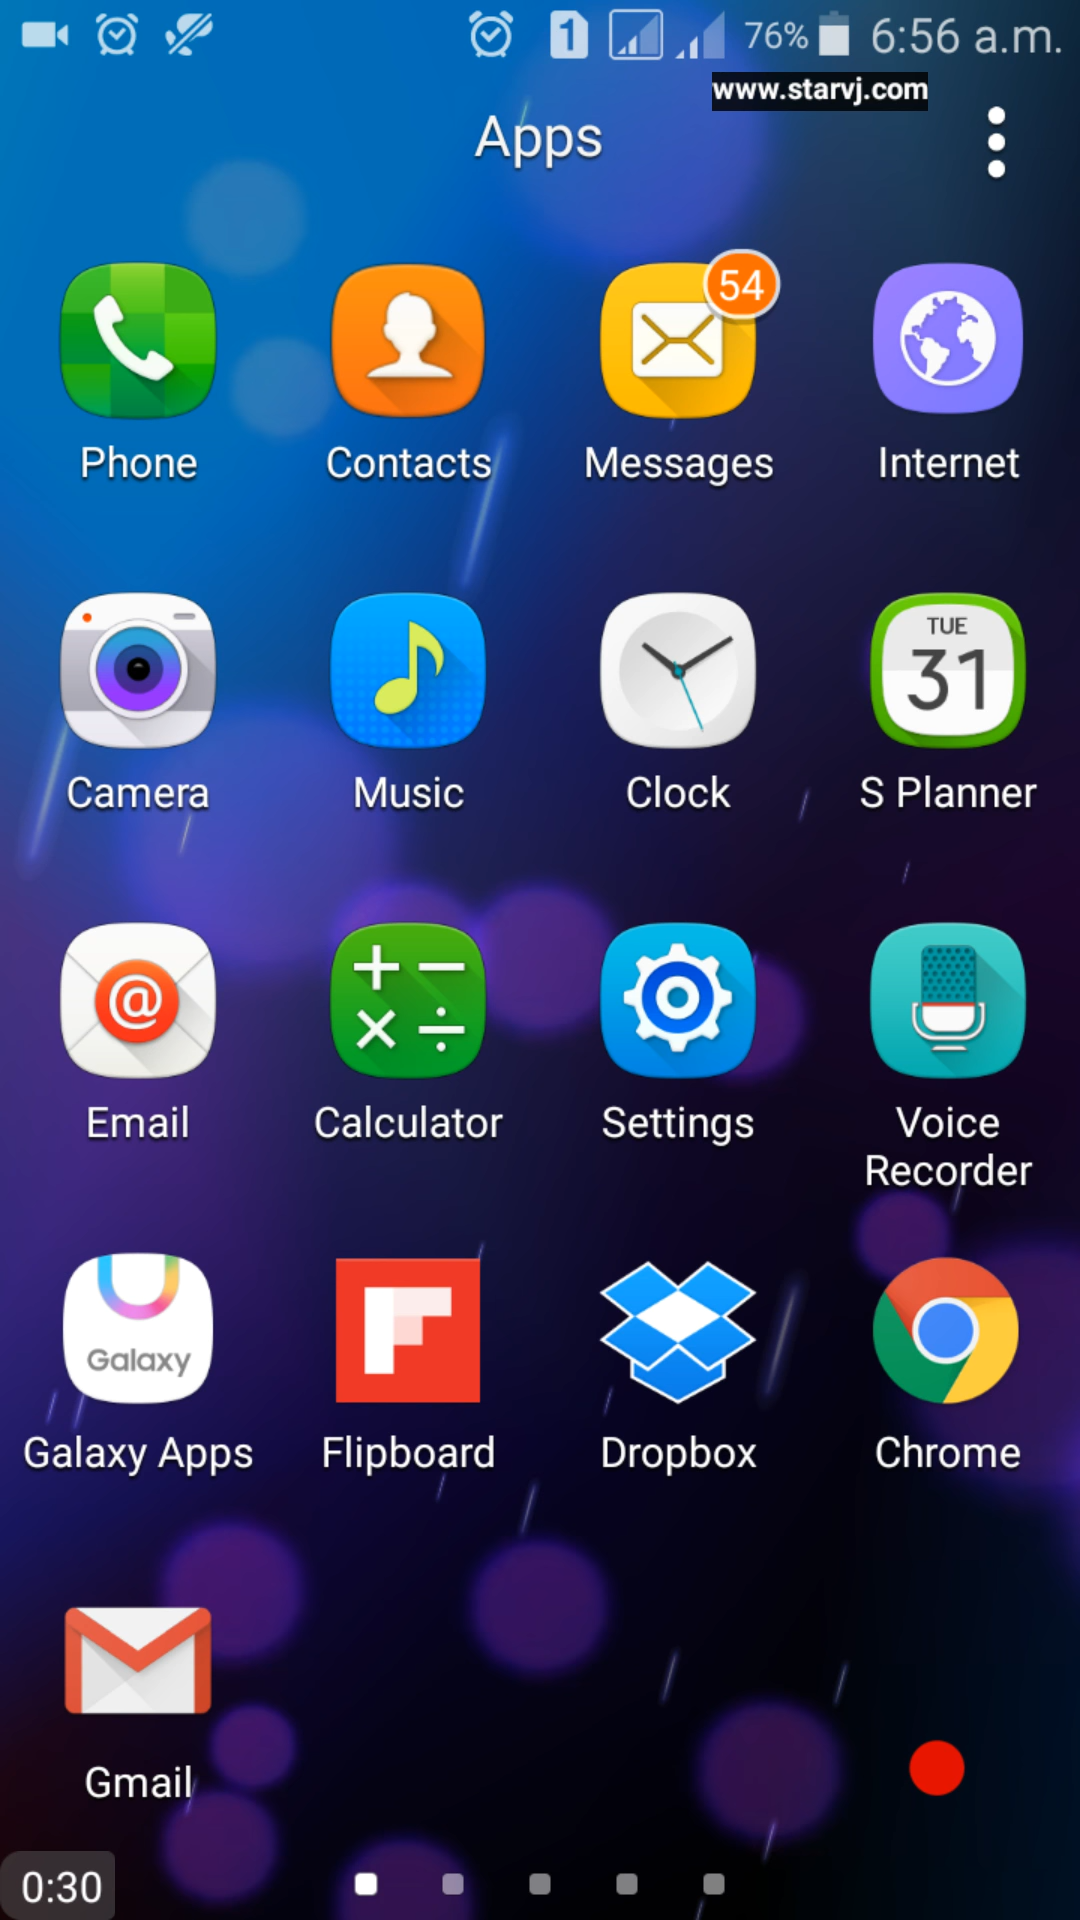 1 76% 6:56 a.m.
www.starvj.com
Apps
54
Phone Contacts Messages Internet
TUE
31
Camera Music Clock S Planner
@
Email Calculator Settings Voice
Recorder
Galaxy
Galaxy Apps Flipboard Dropbox Chrome
Gmail
0:30